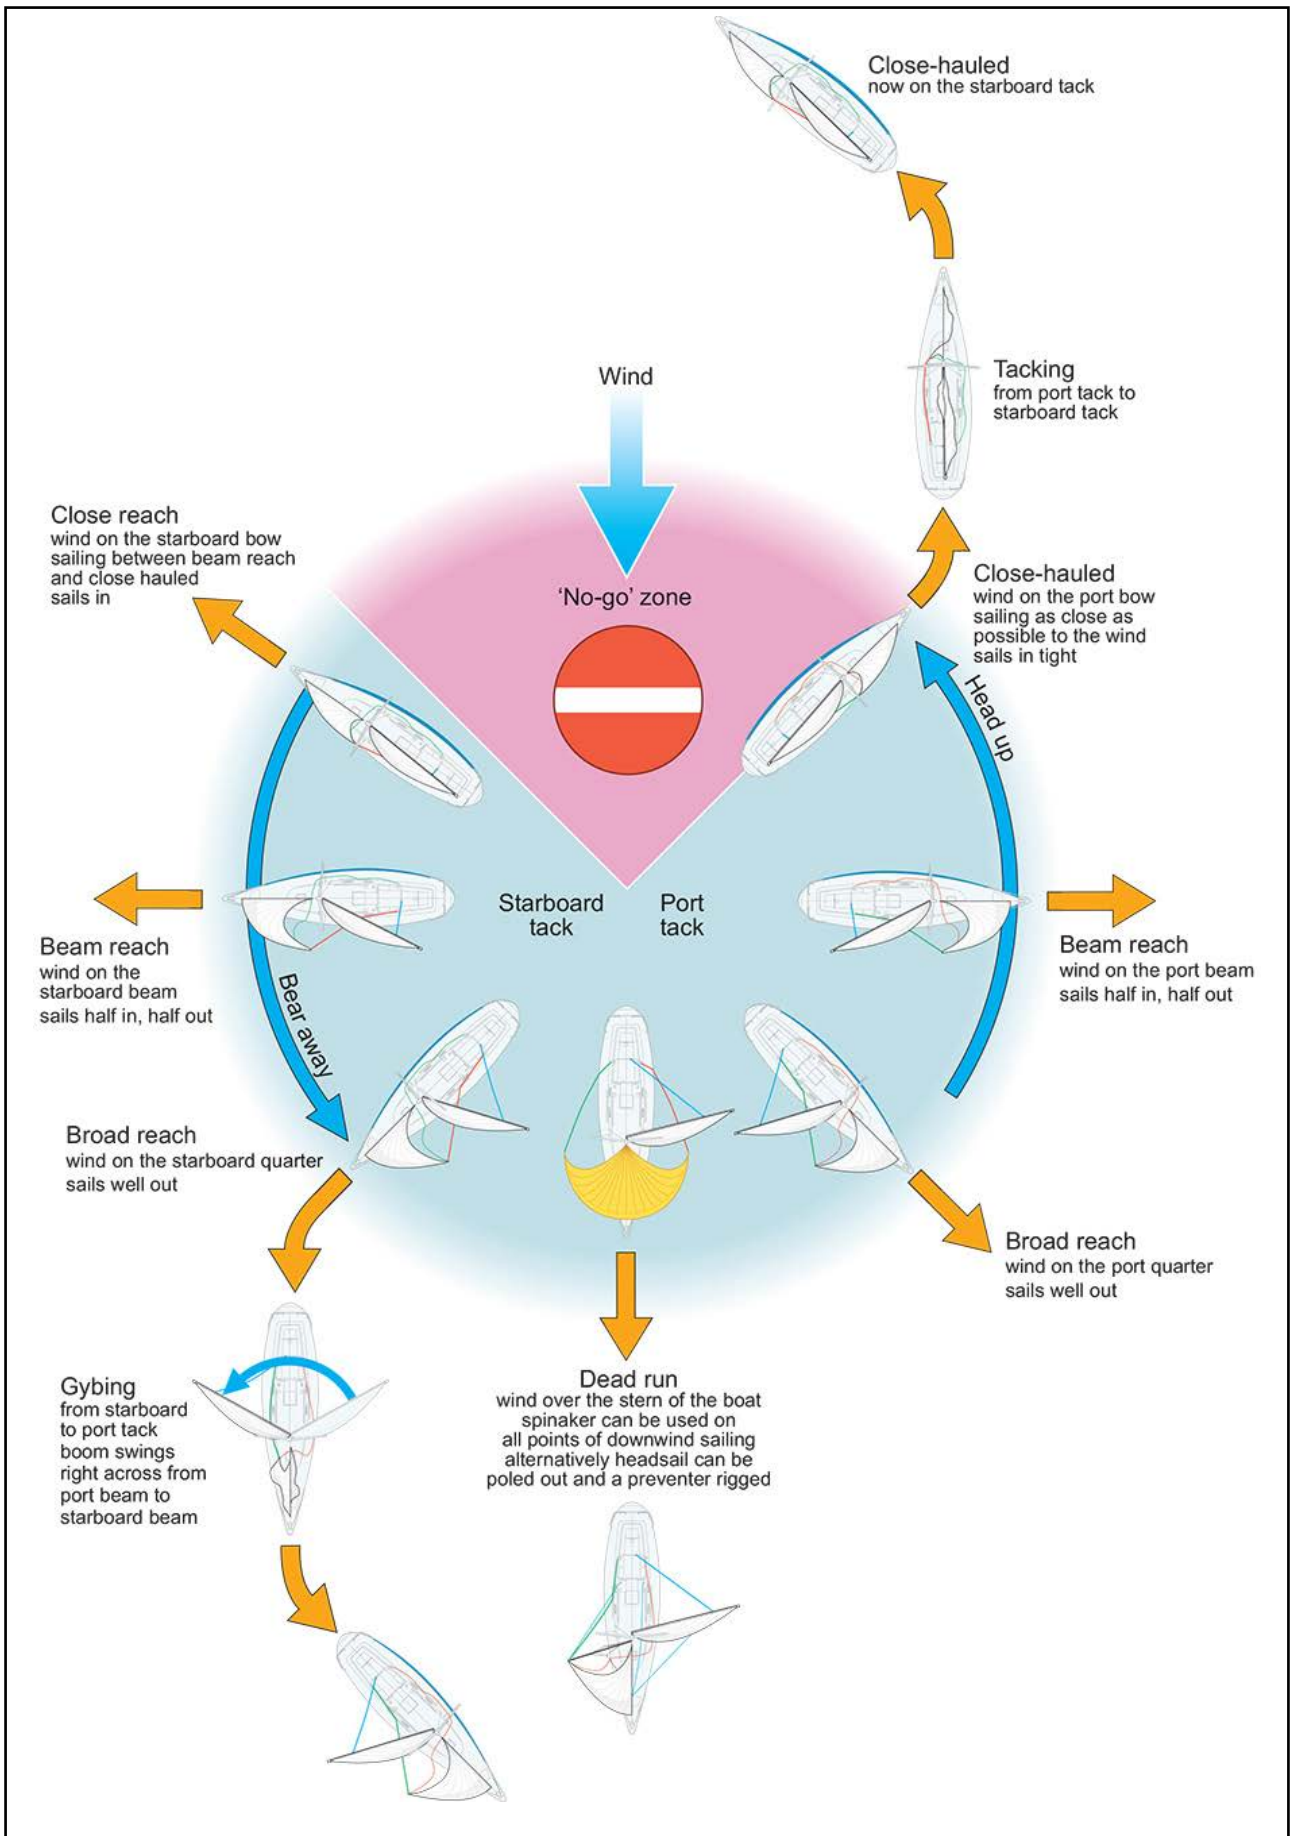 Close-hauled
now on the starboard tack
Tacking
from port tack to
starboard tack
Wind
Close reach
wind on the starboard bow
sailing between beam reach
and close hauled
sails in
'No-go' zone
Close-hauled
wind on the port bow
sailing as close as
possible to the wind
sails in tight
Head up
Starboard
tack
Port
tack
Beam reach
wind on the
starboard beam
sails half in, half out
Beam reach
wind on the port beam
sails half in, half out
Bear away
Broad reach
wind on the starboard quarter
sails well out
Broad reach
wind on the port quarter
sails well out
Gybing
from starboard
to port tack
boom swings
right across from
port beam to
starboard beam
Dead run
wind over the stern of the boat
spinaker can be used on
all points of downwind sailing
alternatively headsail can be
poled out and a preventer rigged